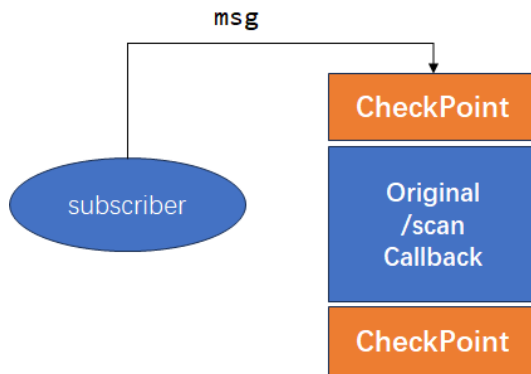 msg
CheckPoint
subscriber
Original
/scan
Callback
CheckPoint